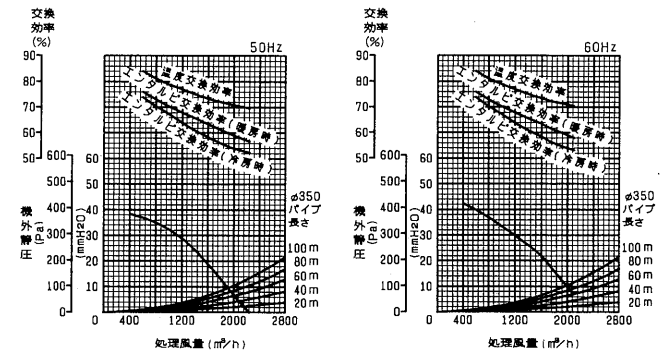 交換
効率
(%)
50Hz
90
80
70
60
50
温度交換効率
エンタルピ交換効率(暖房時)
エンタルピ交換効率(冷房時)
機外静圧
(Pa)
600
500
400
300
200
100
0
(mmH2O)
60
50
40
30
20
10
0
φ350
パイプ
長さ
100m
80m
60m
40m
20m
400
1200
2000
2800
処理風量(m³/h)
交換
効率
(%)
60Hz
90
80
70
60
50
温度交換効率
エンタルピ交換効率(暖房時)
エンタルピ交換効率(冷房時)
機外静圧
(Pa)
600
500
400
300
200
100
0
(mmH2O)
60
50
40
30
20
10
0
φ350
パイプ
長さ
100m
80m
60m
40m
20m
400
1200
2000
2800
処理風量(m³/h)